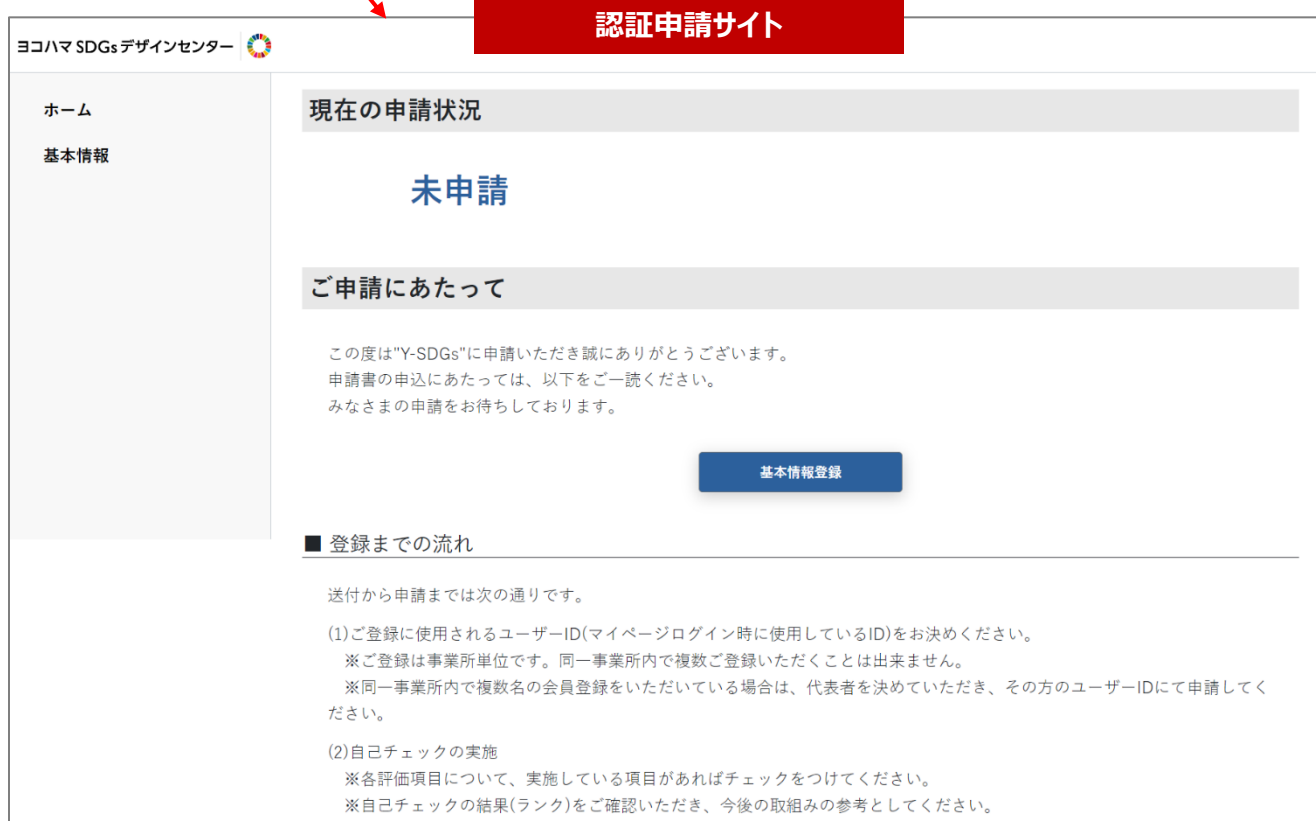 認証申請サイト
ヨコハマ SDGs デザインセンター
ホーム
基本情報
現在の申請状況
未申請
ご申請にあたって
この度は"Y-SDGs"に申請いただき誠にありがとうございます。
申請書の申込にあたっては、以下をご一読ください。
みなさまの申請をお待ちしております。
基本情報登録
■ 登録までの流れ
送付から申請までは次の通りです。
(1)ご登録に使用されるユーザーID(マイページログイン時に使用しているID)をお決めください。
※ご登録は事業所単位です。同一事業所内で複数ご登録いただくことは出来ません。
※同一事業所内で複数名の会員登録をいただいている場合は、代表者を決めていただき、その方のユーザーIDにて申請してく
ださい。
(2)自己チェックの実施
※各評価項目について、実施している項目があればチェックをつけてください。
※自己チェックの結果(ランク)をご確認いただき、今後の取組みの参考としてください。